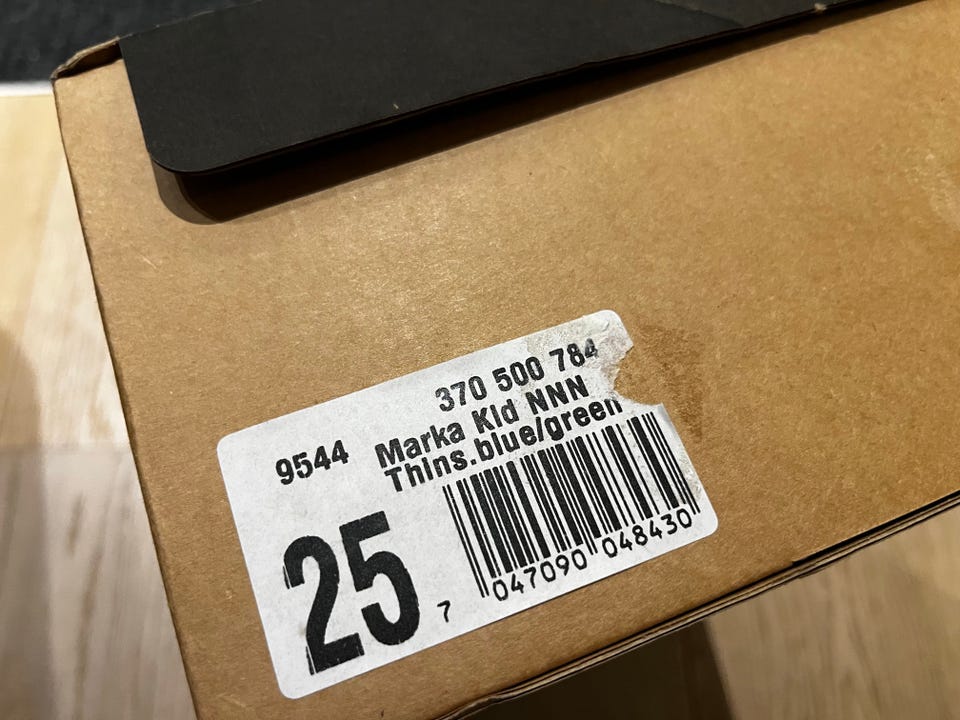 370 500 784
9544
Marka Kid NNN
Thins.blue/green
25
7 047090 048430